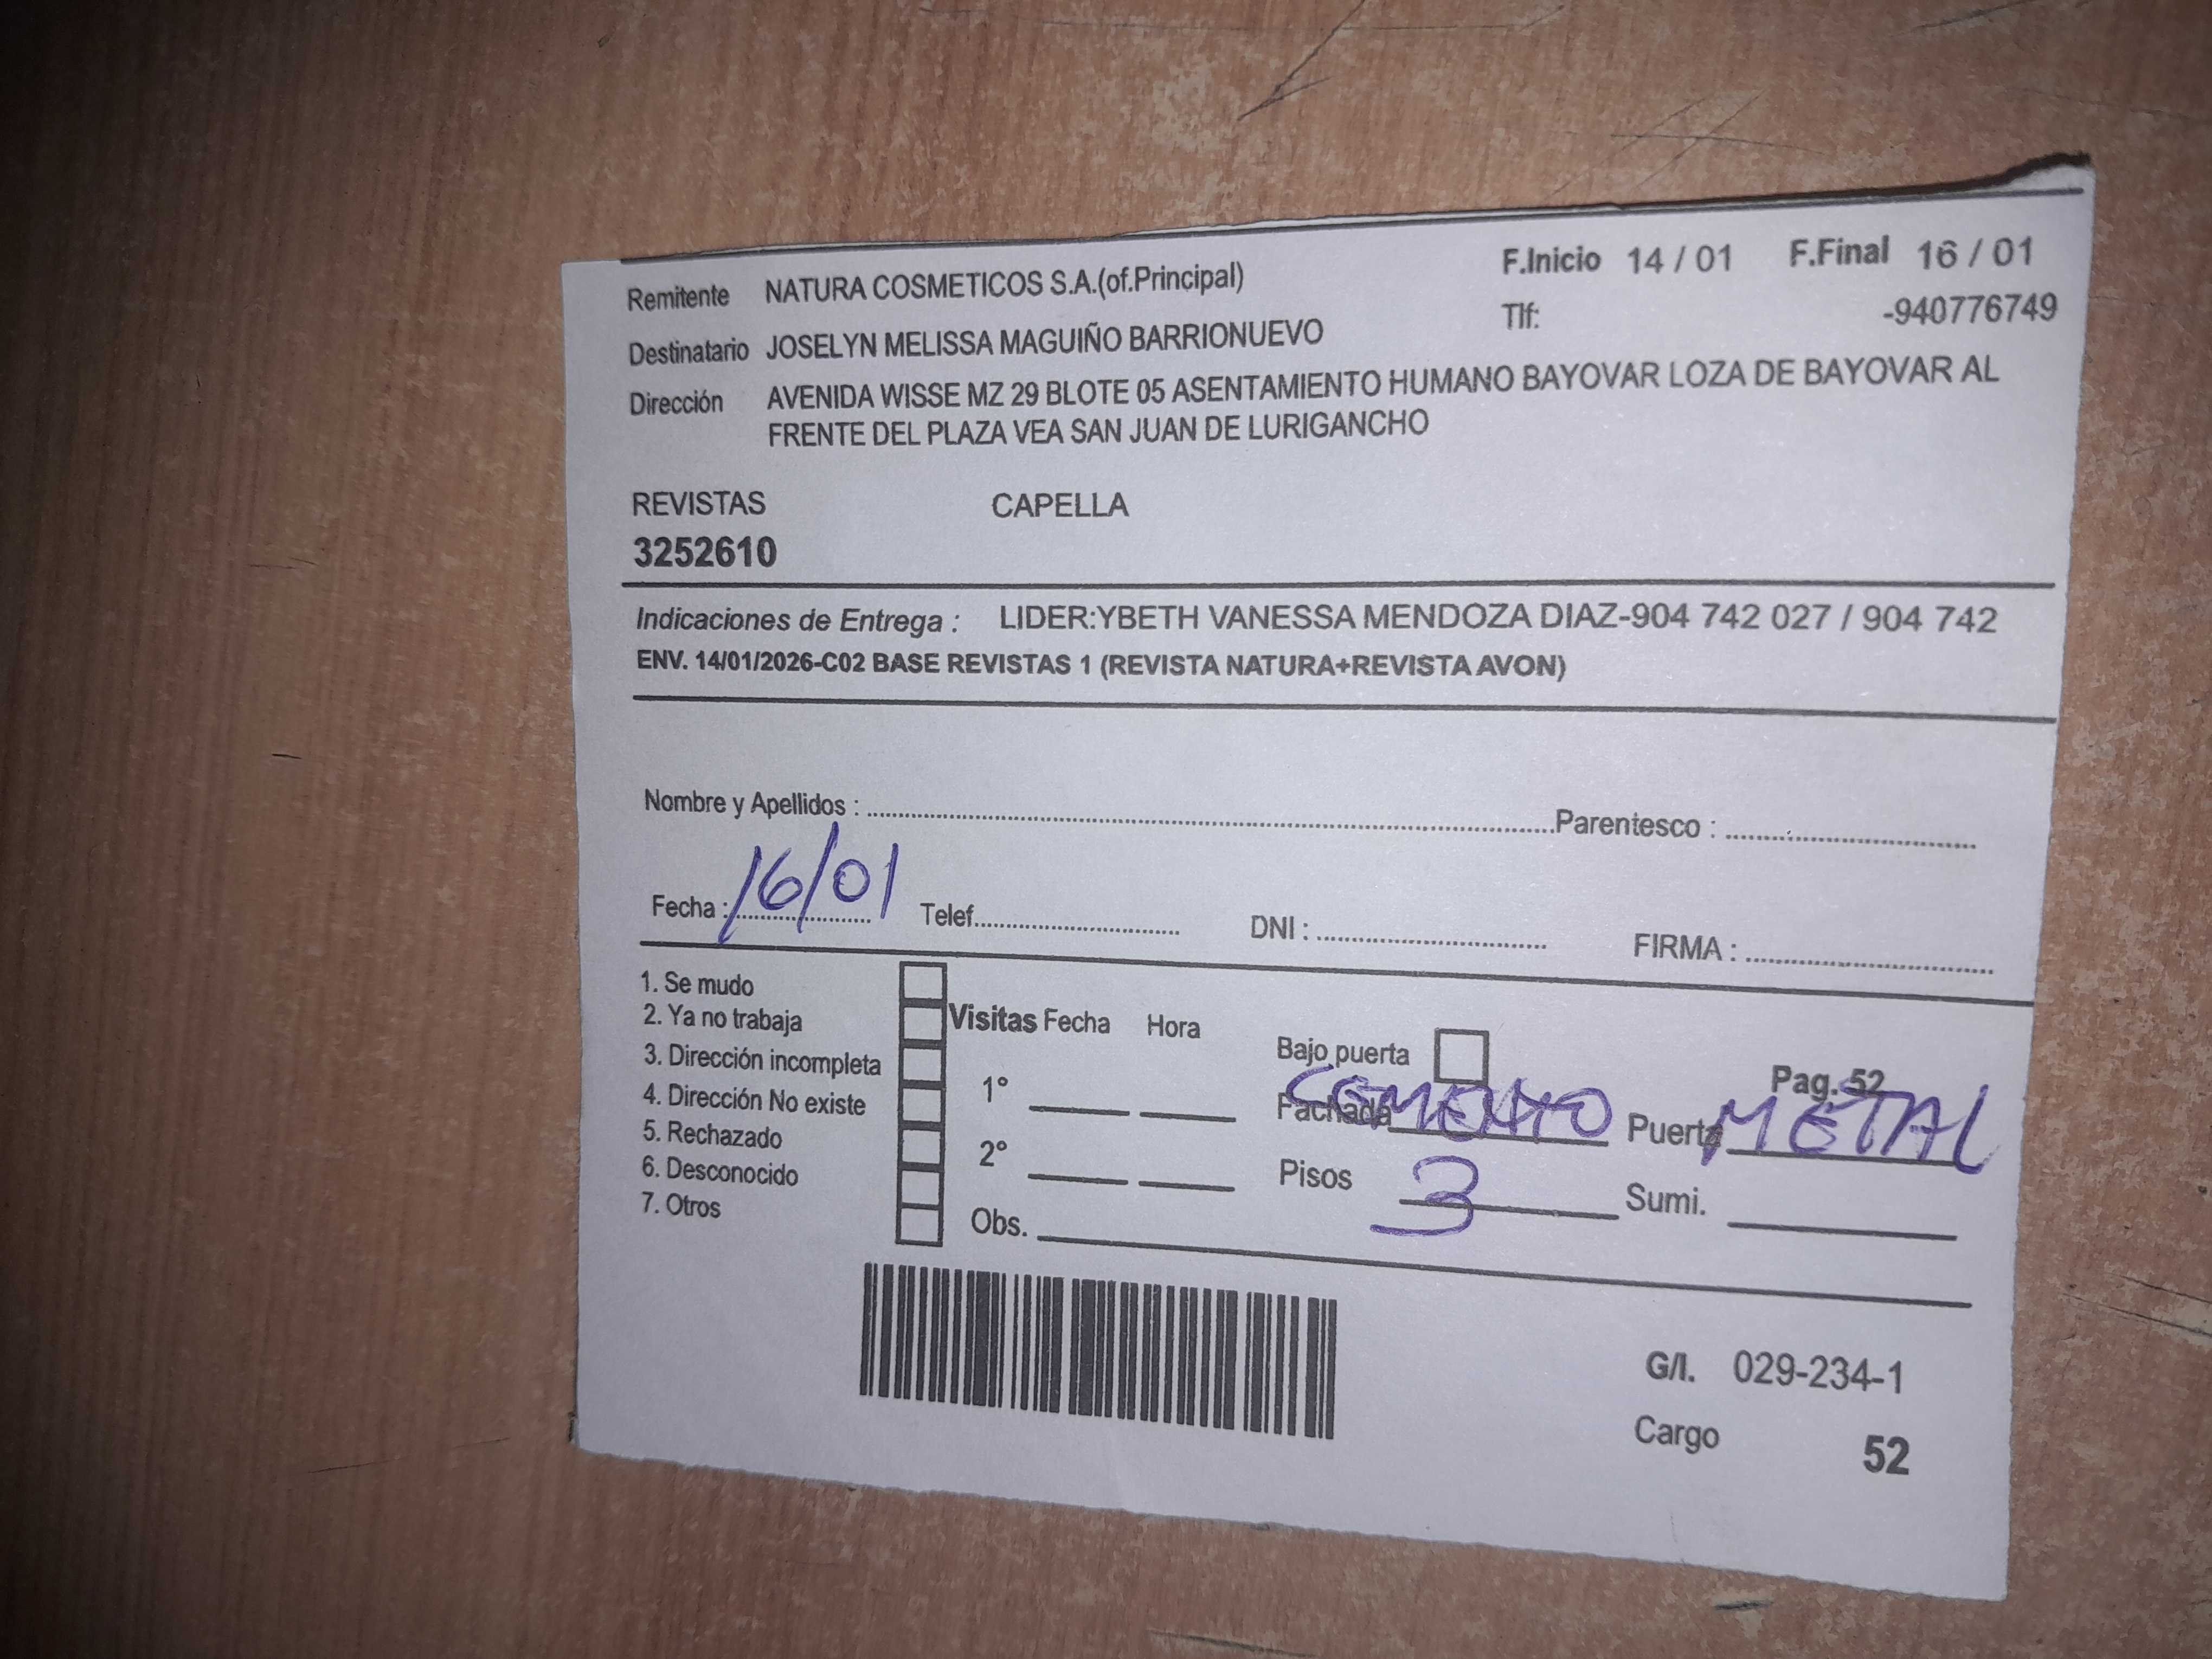 Remitente NATURA COSMETICOS S.A.(of.Principal) F.Inicio 14 / 01 F.Final 16 / 01
Destinatario JOSELYN MELISSA MAGUIÑO BARRIONUEVO Tlf: -940776749
Dirección AVENIDA WISSE MZ 29 BLOTE 05 ASENTAMIENTO HUMANO BAYOVAR LOZA DE BAYOVAR AL
FRENTE DEL PLAZA VEA SAN JUAN DE LURIGANCHO
REVISTAS CAPELLA
3252610
Indicaciones de Entrega : LIDER:YBETH VANESSA MENDOZA DIAZ-904 742 027 / 904 742
ENV. 14/01/2026-C02 BASE REVISTAS 1 (REVISTA NATURA+REVISTA AVON)
Nombre y Apellidos : Parentesco :
Fecha : 16/01 Telef. DNI : FIRMA :
1. Se mudo
2. Ya no trabaja Visitas Fecha Hora
3. Dirección incompleta Bajo puerta Pag. 52
4. Dirección No existe 1° Fachada CEMENTO Puerta METAL
5. Rechazado
6. Desconocido 2° Pisos 3 Sumi.
7. Otros Obs.
G/I. 029-234-1
Cargo 52